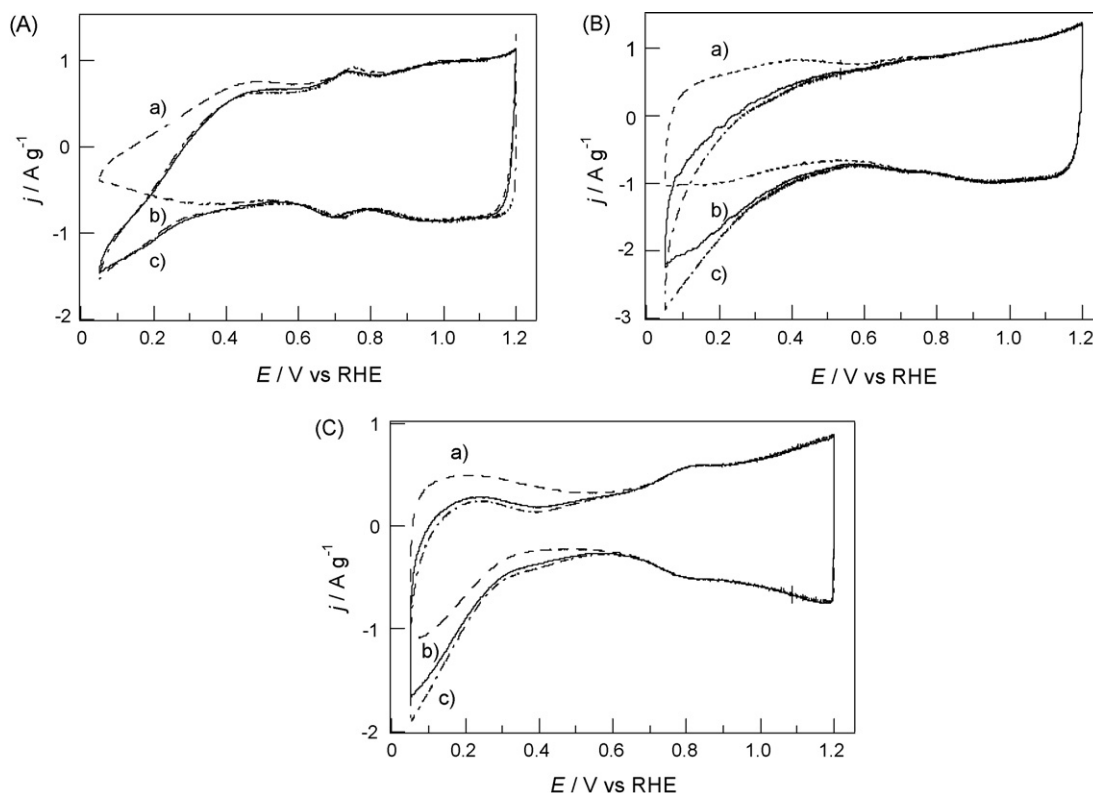 (A)
a)
b)
c)
j / A g⁻¹
1
0
-1
-2
0 0.2 0.4 0.6 0.8 1.0 1.2
E / V vs RHE
(B)
a)
b)
c)
j / A g⁻¹
1
0
-1
-2
-3
0 0.2 0.4 0.6 0.8 1.0 1.2
E / V vs RHE
(C)
a)
b)
c)
j / A g⁻¹
1
0
-1
-2
0 0.2 0.4 0.6 0.8 1.0 1.2
E / V vs RHE